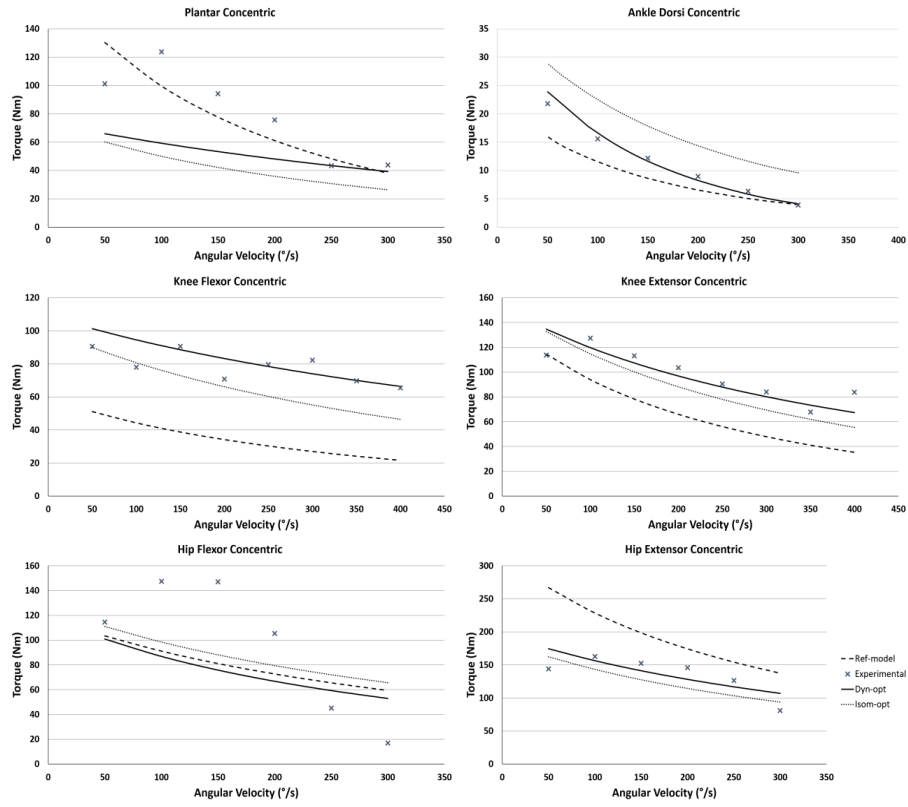 Plantar Concentric
Torque (Nm)
140
120
100
80
60
40
20
0
0 50 100 150 200 250 300 350
Angular Velocity (°/s)
Ankle Dorsi Concentric
Torque (Nm)
35
30
25
20
15
10
5
0
0 50 100 150 200 250 300 350 400
Angular Velocity (°/s)
Knee Flexor Concentric
Torque (Nm)
120
100
80
60
40
20
0
0 50 100 150 200 250 300 350 400 450
Angular Velocity (°/s)
Knee Extensor Concentric
Torque (Nm)
160
140
120
100
80
60
40
20
0
0 50 100 150 200 250 300 350 400 450
Angular Velocity (°/s)
Hip Flexor Concentric
Torque (Nm)
160
140
120
100
80
60
40
20
0
0 50 100 150 200 250 300 350
Angular Velocity (°/s)
Hip Extensor Concentric
Torque (Nm)
300
250
200
150
100
50
0
0 50 100 150 200 250 300 350
Angular Velocity (°/s)
Ref-model
Experimental
Dyn-opt
Isom-opt